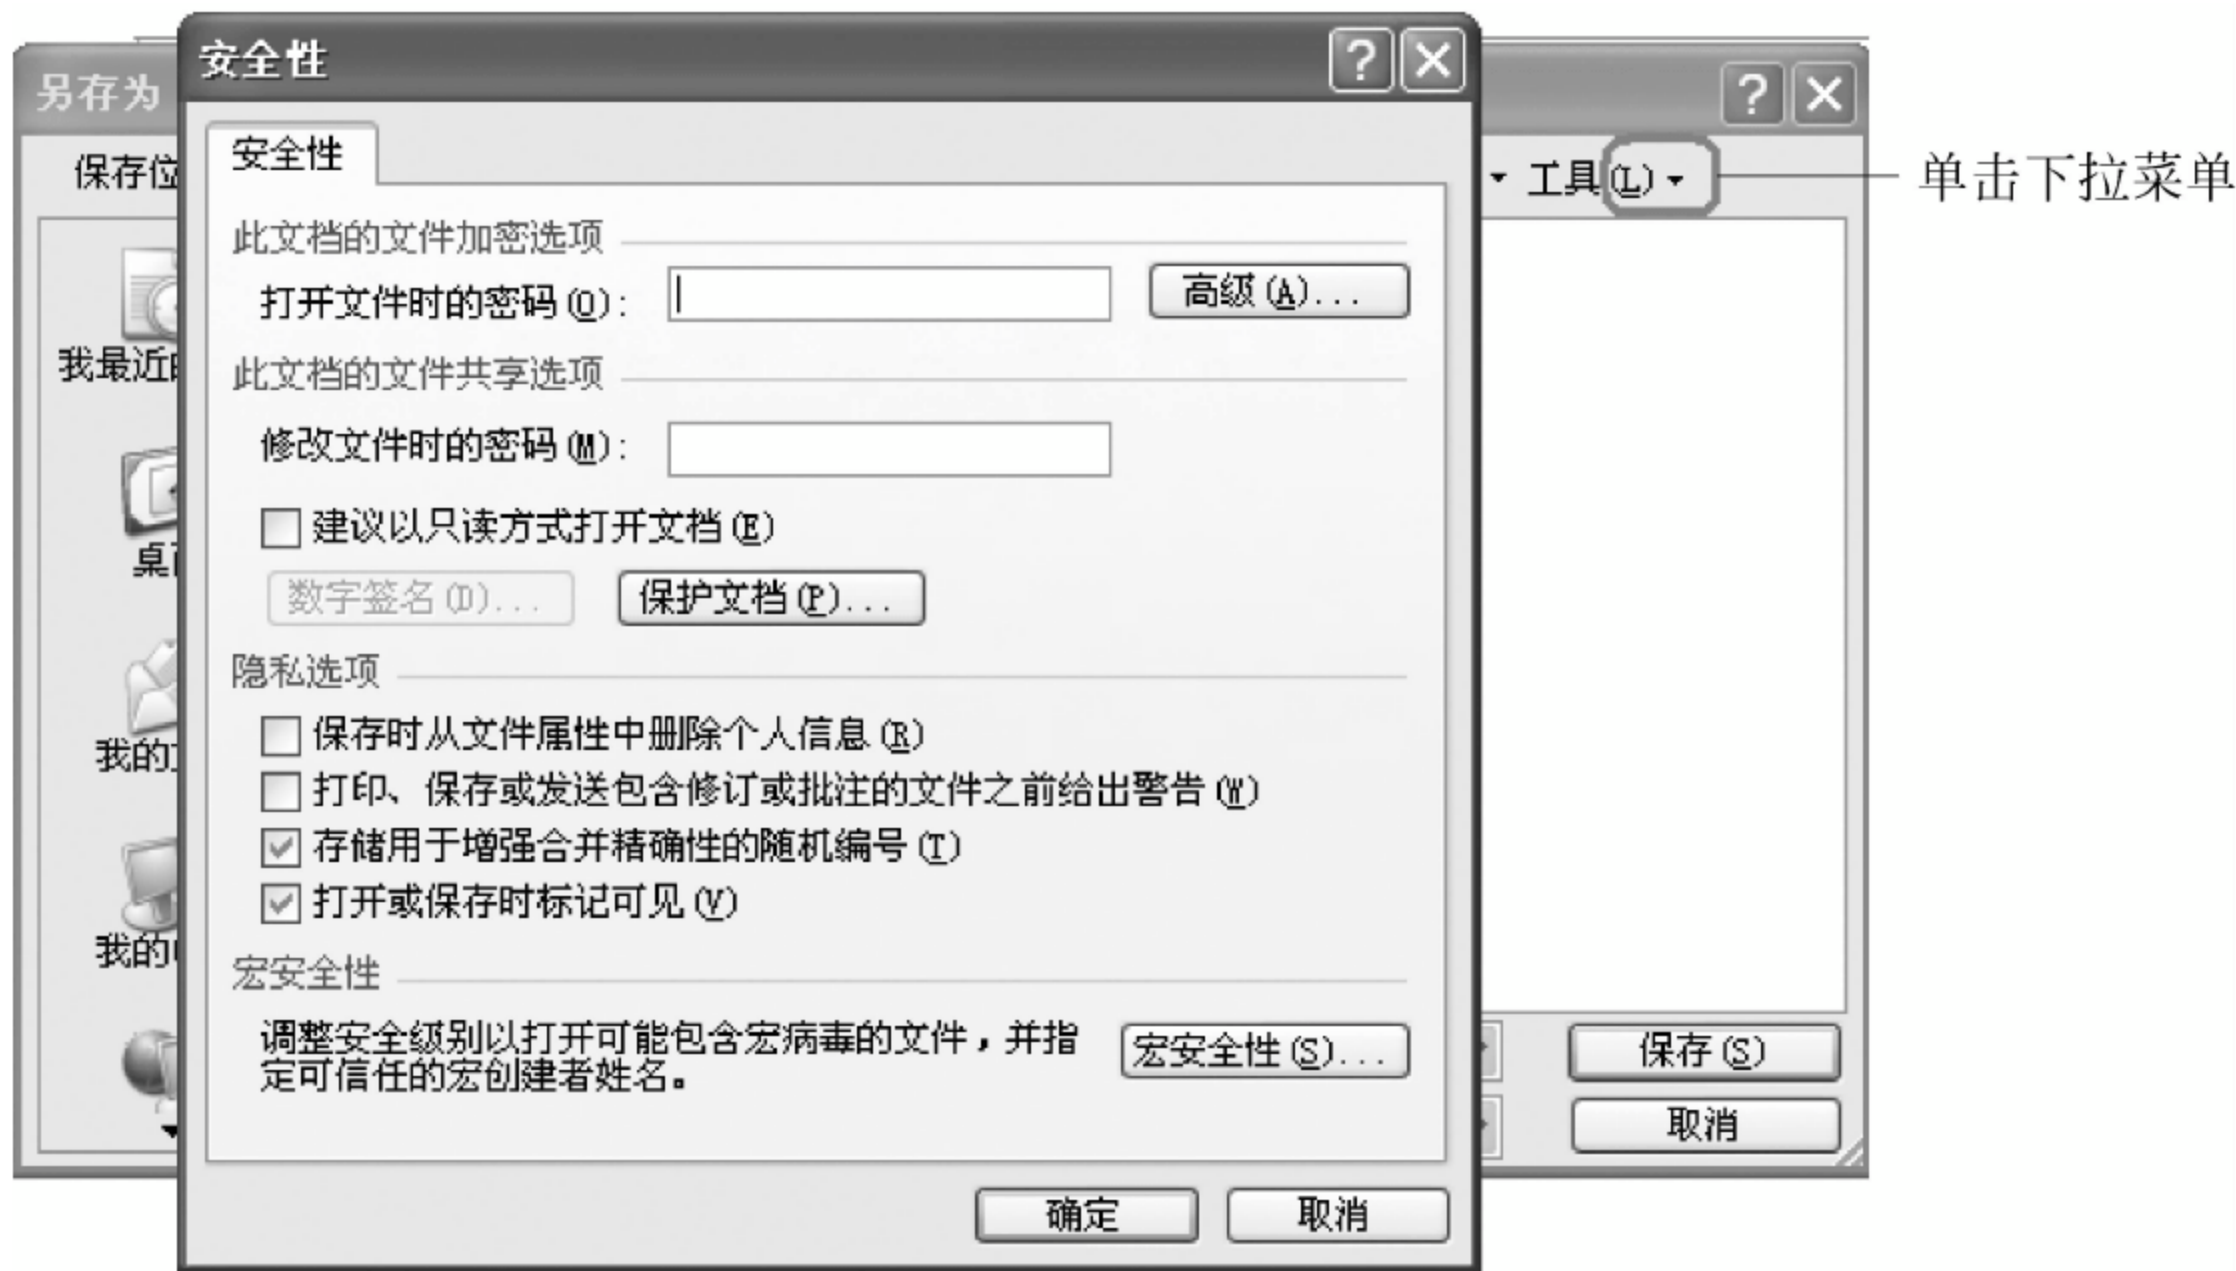 另存为
安全性
保存位
安全性
工具(L)
单击下拉菜单
此文档的文件加密选项
打开文件时的密码(O):
高级(A)...
我最近
此文档的文件共享选项
修改文件时的密码(M):
建议以只读方式打开文档(E)
桌
数字签名(D)...
保护文档(P)...
隐私选项
保存时从文件属性中删除个人信息(R)
我的
打印、保存或发送包含修订或批注的文件之前给出警告(W)
存储用于增强合并精确性的随机编号(T)
打开或保存时标记可见(V)
我的
宏安全性
调整安全级别以打开可能包含宏病毒的文件，并指
定可信任的宏创建者姓名。
宏安全性(S)...
保存(S)
取消
确定
取消